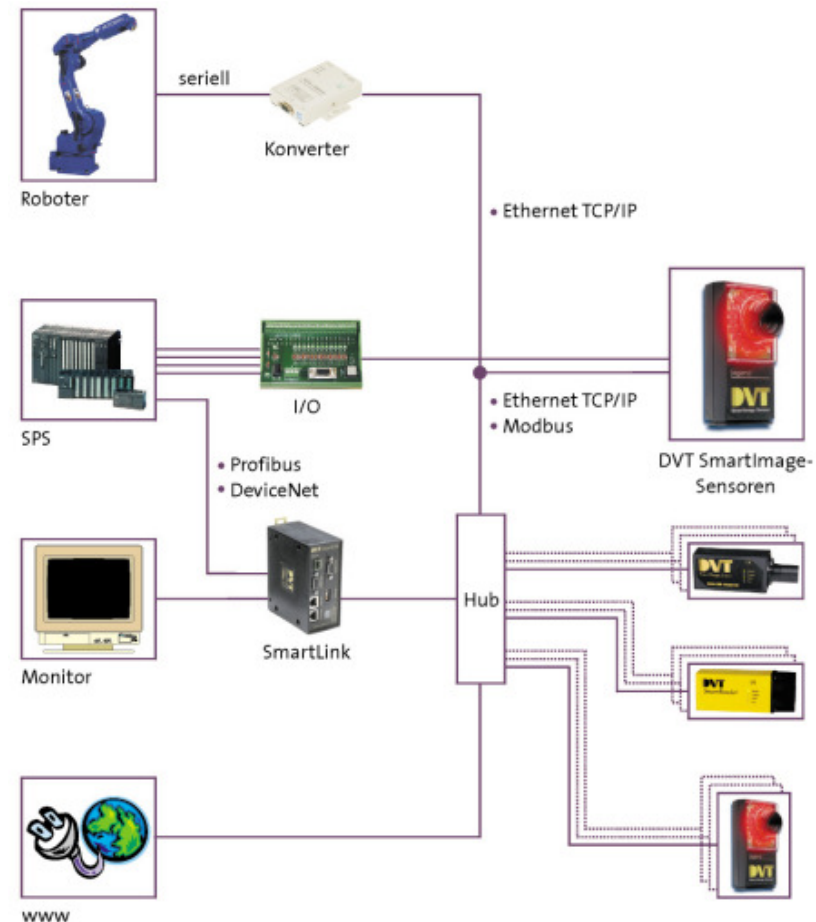 seriell
Konverter
Roboter
• Ethernet TCP/IP
I/O
SPS
• Ethernet TCP/IP
• Modbus
DVT
DVT SmartImage-
Sensoren
• Profibus
• DeviceNet
Hub
DVT
SmartLink
Monitor
DVT
SmartReader
DVT
www